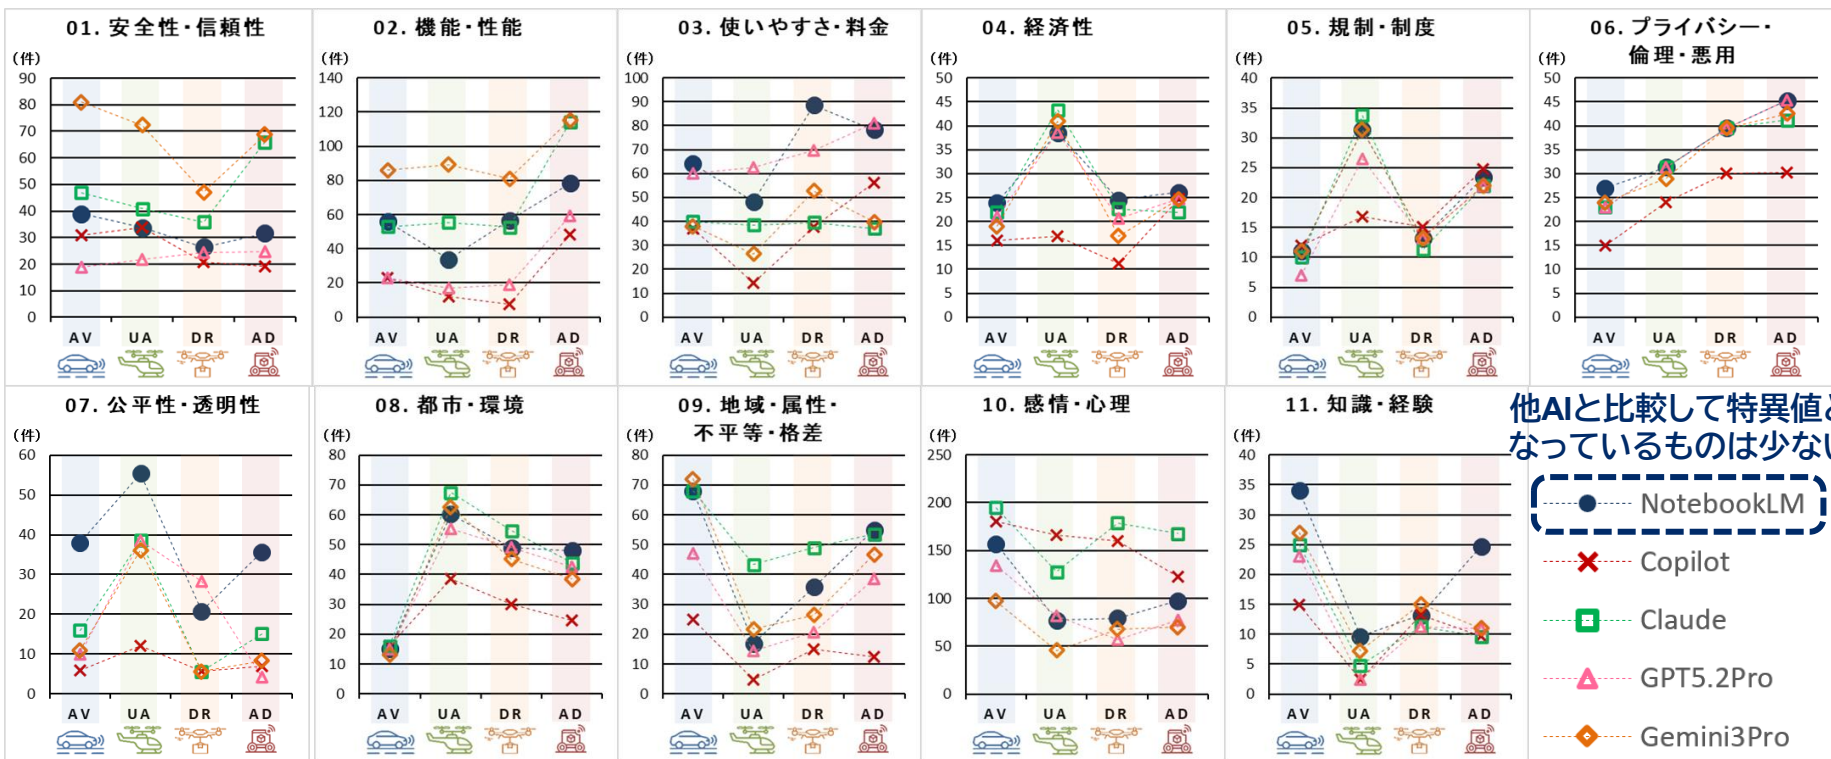 01. 安全性・信頼性
(件)
90
80
70
60
50
40
30
20
10
0
AV UA DR AD
02. 機能・性能
(件)
140
120
100
80
60
40
20
0
AV UA DR AD
03. 使いやすさ・料金
(件)
100
90
80
70
60
50
40
30
20
10
0
AV UA DR AD
04. 経済性
(件)
50
45
40
35
30
25
20
15
10
5
0
AV UA DR AD
05. 規制・制度
(件)
40
35
30
25
20
15
10
5
0
AV UA DR AD
06. プライバシー・
倫理・悪用
(件)
50
45
40
35
30
25
20
15
10
5
0
AV UA DR AD
07. 公平性・透明性
(件)
60
50
40
30
20
10
0
AV UA DR AD
08. 都市・環境
(件)
80
70
60
50
40
30
20
10
0
AV UA DR AD
09. 地域・属性・
不平等・格差
(件)
80
70
60
50
40
30
20
10
0
AV UA DR AD
10. 感情・心理
(件)
250
200
150
100
50
0
AV UA DR AD
11. 知識・経験
(件)
40
35
30
25
20
15
10
5
0
AV UA DR AD
他AIと比較して特異値と
なっているものは少ない
NotebookLM
Copilot
Claude
GPT5.2Pro
Gemini3Pro